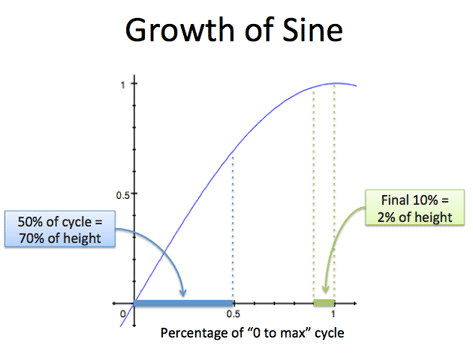 Growth of Sine
1
0.5
50% of cycle =
70% of height
Final 10% =
2% of height
0
0.5
1
Percentage of “0 to max” cycle